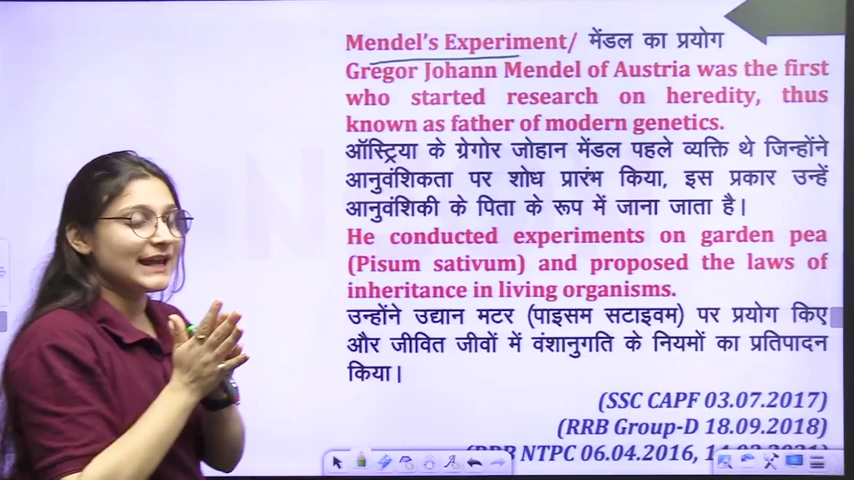 Mendel's Experiment/ मेंडल का प्रयोग
Gregor Johann Mendel of Austria was the first
who started research on heredity, thus
known as father of modern genetics.
ऑस्ट्रिया के ग्रेगोर जोहान मेंडल पहले व्यक्ति थे जिन्होंने
आनुवंशिकता पर शोध प्रारंभ किया, इस प्रकार उन्हें
आनुवंशिकी के पिता के रूप में जाना जाता है।
He conducted experiments on garden pea
(Pisum sativum) and proposed the laws of
inheritance in living organisms.
उन्होंने उद्यान मटर (पाइसम सटाइवम) पर प्रयोग किए
और जीवित जीवों में वंशानुगति के नियमों का प्रतिपादन
किया।
(SSC CAPF 03.07.2017)
(RRB Group-D 18.09.2018)
NTPC 06.04.2016,